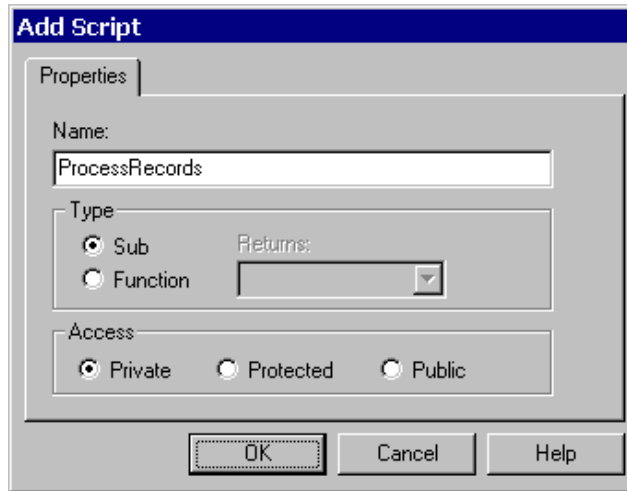 Add Script
Properties
Name:
ProcessRecords
Type
Sub Returns:
Function
Access
Private Protected Public
OK Cancel Help